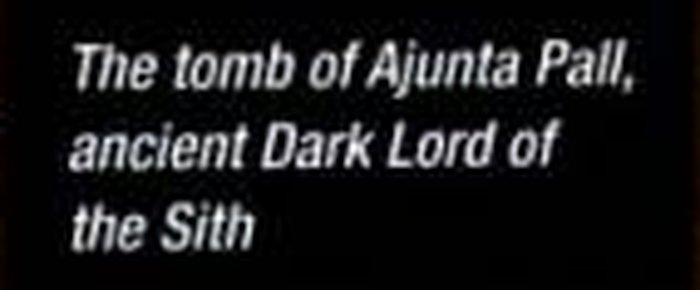 The tomb of Ajunta Pall,
ancient Dark Lord of
the Sith